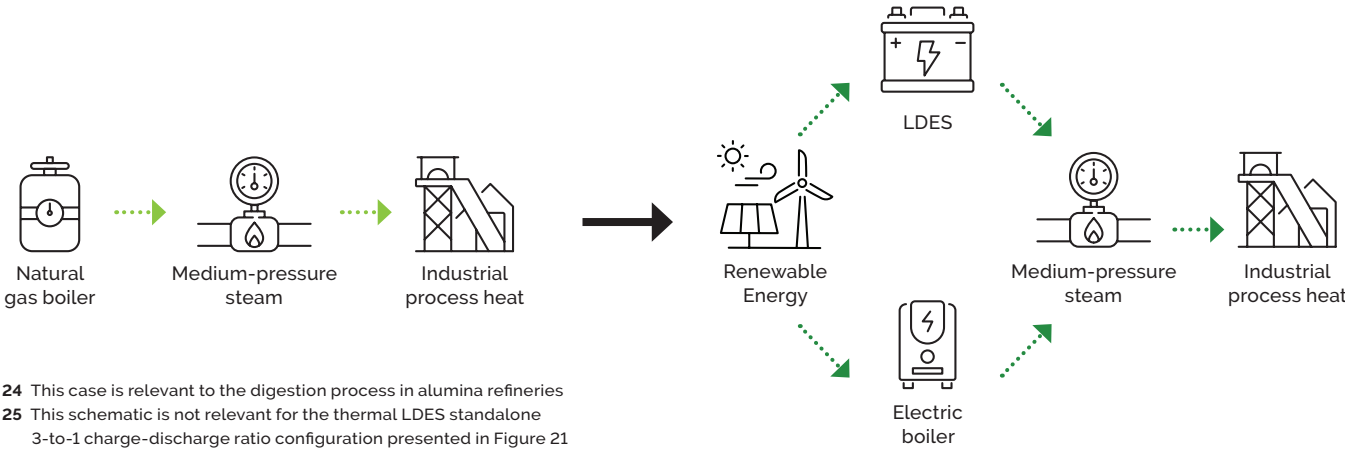 Natural
gas boiler
Medium-pressure
steam
Industrial
process heat
Renewable
Energy
LDES
Electric
boiler
Medium-pressure
steam
Industrial
process heat
24 This case is relevant to the digestion process in alumina refineries
25 This schematic is not relevant for the thermal LDES standalone
3-to-1 charge-discharge ratio configuration presented in Figure 21